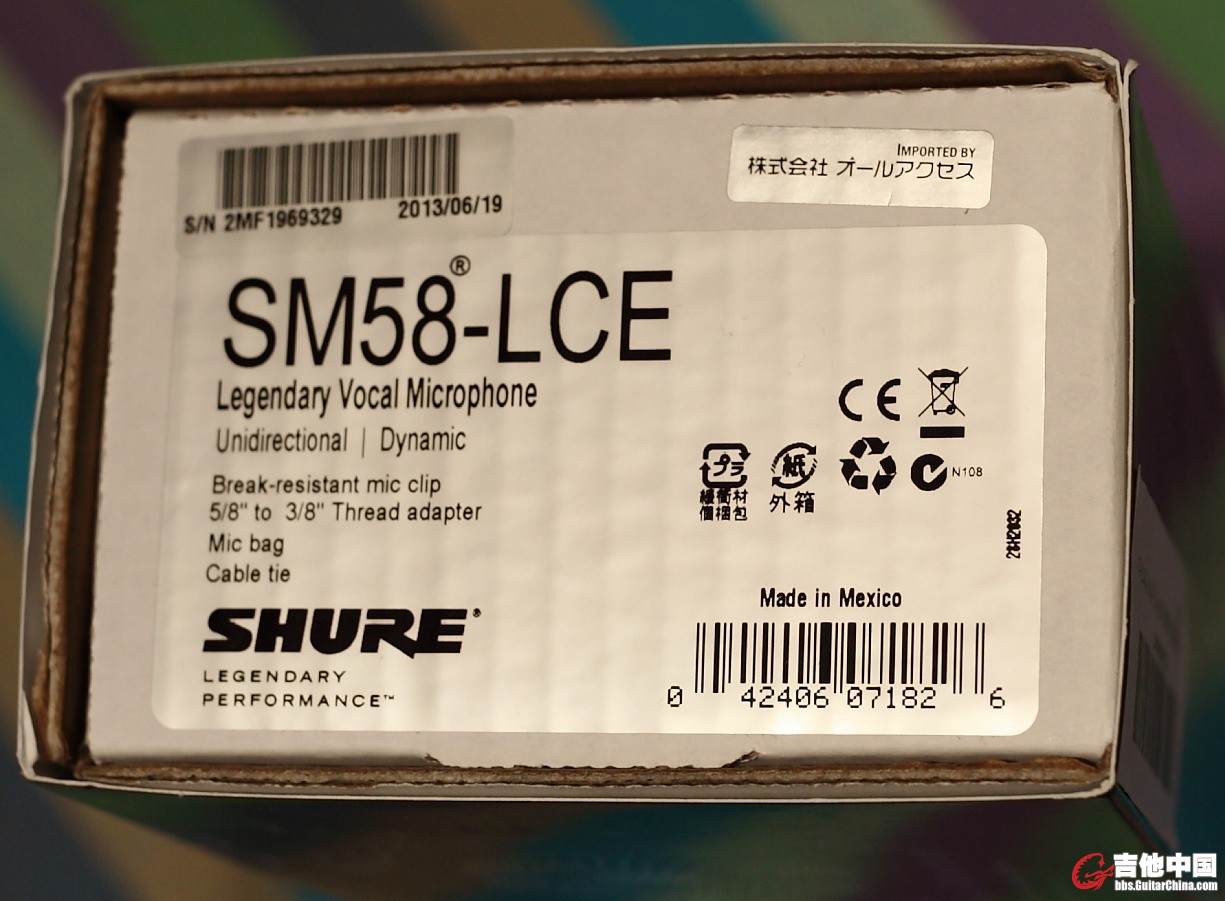 S/N 2MF1969329 2013/06/19
IMPORTED BY
株式会社 オールアクセス
SM58®-LCE
Legendary Vocal Microphone
Unidirectional | Dynamic
Break-resistant mic clip
5/8" to 3/8" Thread adapter
Mic bag
Cable tie
CE
プラ
緩衝材
個梱包
紙
外箱
N108
SHURE®
LEGENDARY
PERFORMANCE™
Made in Mexico
0 42406 07182 6
吉他中国
bbs.GuitarChina.com